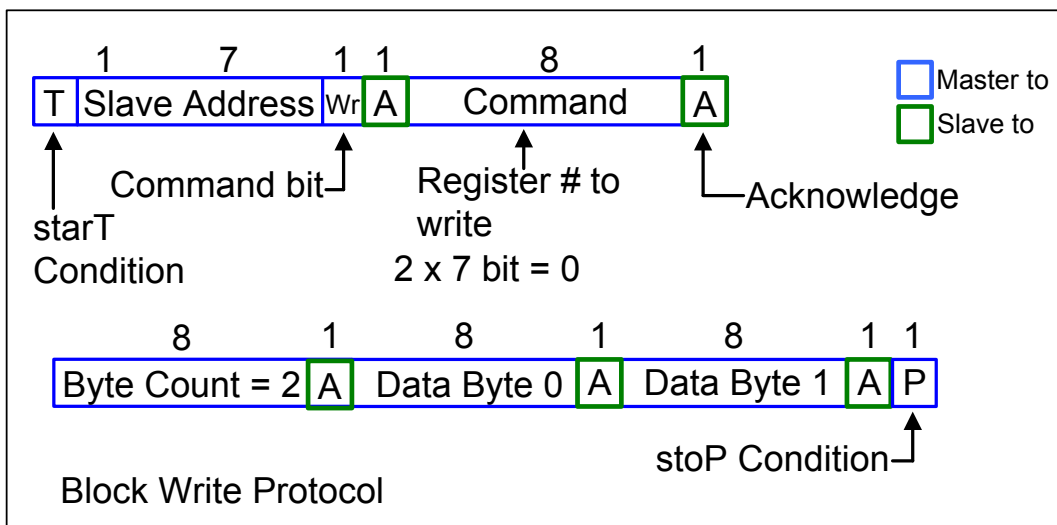 1 7 1 1 8 1
T Slave Address Wr A Command A
Master to
Slave to
Command bit
Register # to
write
2 x 7 bit = 0
Acknowledge
starT
Condition
8 1 8 1 8 1 1
Byte Count = 2 A Data Byte 0 A Data Byte 1 A P
stoP Condition
Block Write Protocol